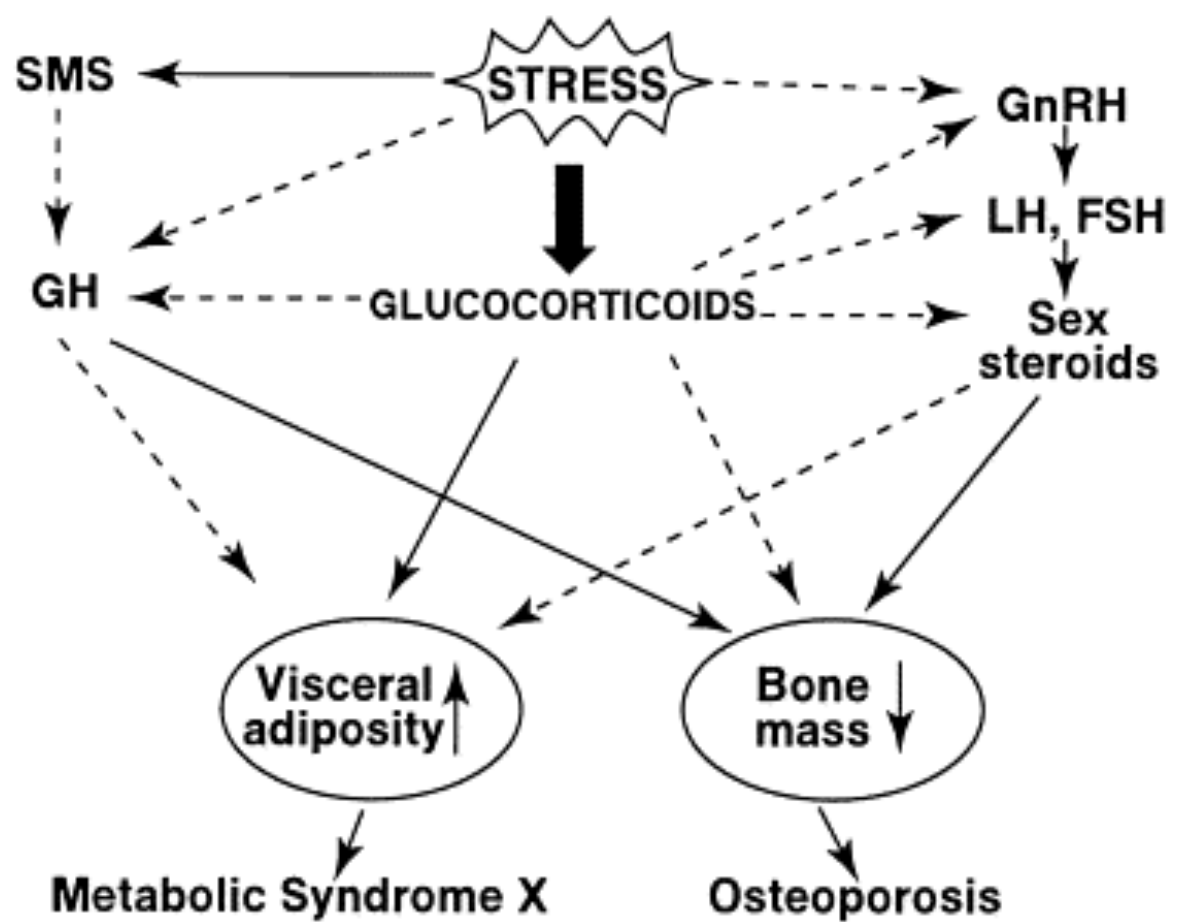 STRESS
SMS
GnRH
LH, FSH
GH
GLUCOCORTICOIDS
Sex
steroids
Visceral
adiposity
Bone
mass
Metabolic Syndrome X
Osteoporosis